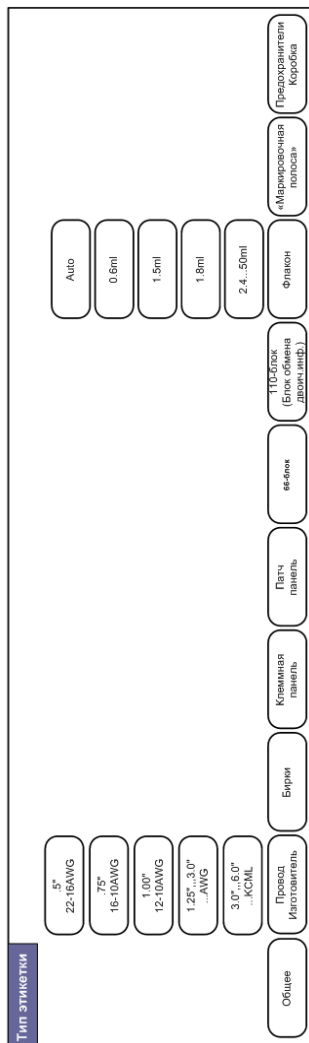 Тип этикетки
.5"
22-16AWG
.75"
16-10AWG
1.00"
12-10AWG
1.25"...3.0"
...AWG
3.0"...6.0"
...KCML
Auto
0.6ml
1.5ml
1.8ml
2.4...50ml
Общее
Провод
Изготовитель
Бирки
Клеммная
панель
Патч
панель
66-блок
110-блок
(Блок обмена
двоич.инф.)
Флакон
«Маркировочная
полоса»
Предохранители
Коробка